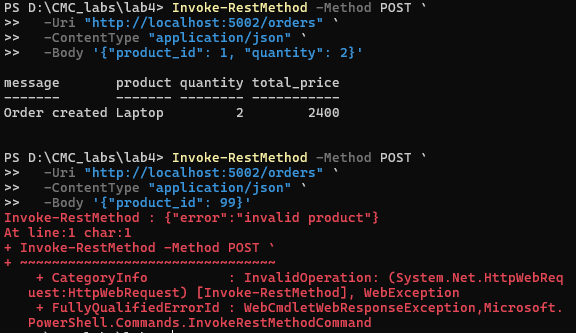 PS D:\CMC_labs\lab4> Invoke-RestMethod -Method POST `
>>   -Uri "http://localhost:5002/orders" `
>>   -ContentType "application/json" `
>>   -Body '{"product_id": 1, "quantity": 2}'
message       product quantity total_price
-------       ------- -------- -----------
Order created Laptop         2        2400
PS D:\CMC_labs\lab4> Invoke-RestMethod -Method POST `
>>   -Uri "http://localhost:5002/orders" `
>>   -ContentType "application/json" `
>>   -Body '{"product_id": 99}'
Invoke-RestMethod : {"error":"invalid product"}
At line:1 char:1
+ Invoke-RestMethod -Method POST `
+ ~~~~~~~~~~~~~~~~~~~~~~~~~~~~~~~~
    + CategoryInfo          : InvalidOperation: (System.Net.HttpWebReq
   uest:HttpWebRequest) [Invoke-RestMethod], WebException
    + FullyQualifiedErrorId : WebCmdletWebResponseException,Microsoft.
   PowerShell.Commands.InvokeRestMethodCommand